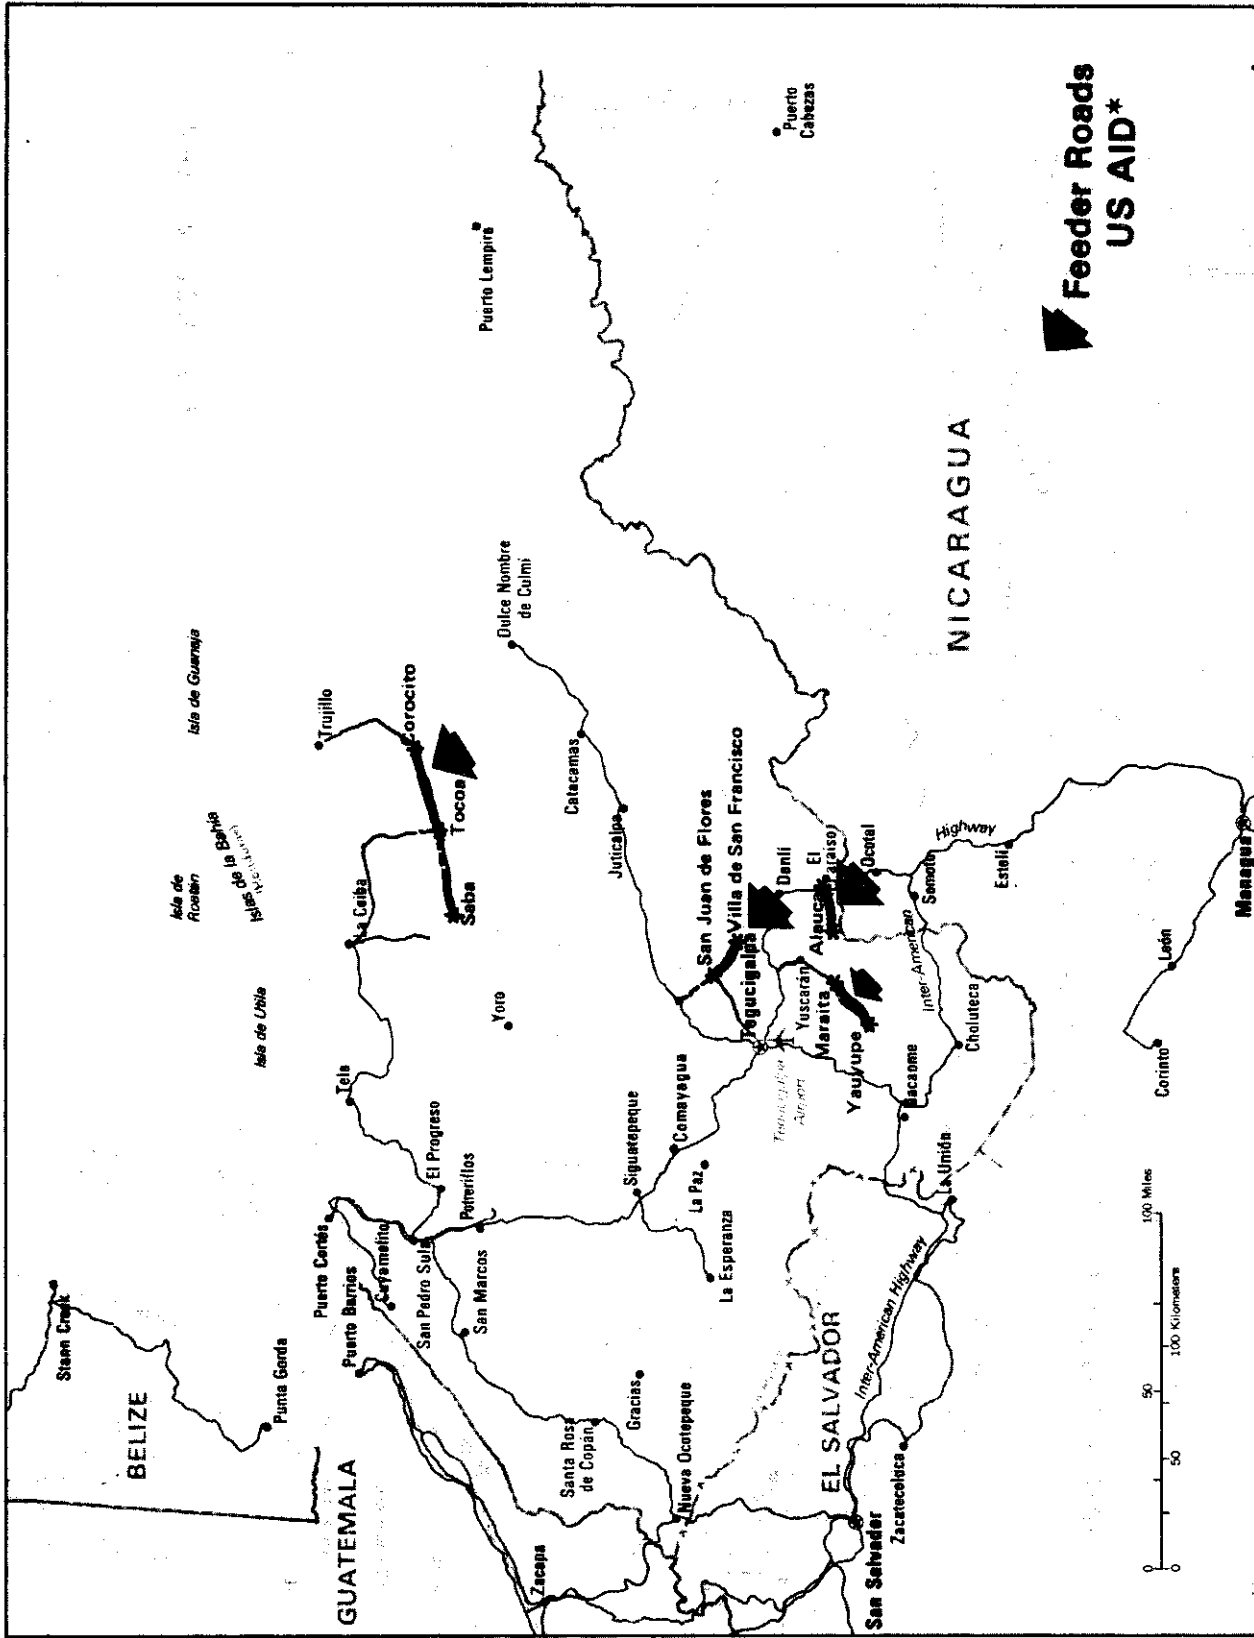 BELIZE
Stann Creek
Punta Gorda
GUATEMALA
Puerto Barrios
Puerto Cortés
Cuyamelito
Tela
Isla de Utila
Isla de
Roatán
Islas de la Bahía
Isla de Guanaja
La Ceiba
Trujillo
Corocito
Tocoa
Saba
San Pedro Sula
El Progreso
Potrerillos
San Marcos
Yoro
Dulce Nombre
de Culmi
Puerto Lempira
Zacapa
Santa Rosa
de Copán
Gracias
Nueva Ocotepeque
La Esperanza
La Paz
Siguatepeque
Comayagua
Catacamas
Juticalpa
San Juan de Flores
Villa de San Francisco
Tegucigalpa
Tegucigalpa
Airport
Danlí
El
Paraíso
Yuscarán
Alauca
Maraita
Yauyupe
Ocotal
Puerto
Cabezas
EL SALVADOR
San Salvador
Zacatecoluca
Inter-American Highway
La Unión
Nacaome
Choluteca
Inter-American
Highway
Somoto
Estelí
NICARAGUA
Corinto
León
Managua
0 50 100 Miles
0 50 100 Kilometers
Feeder Roads
US AID*